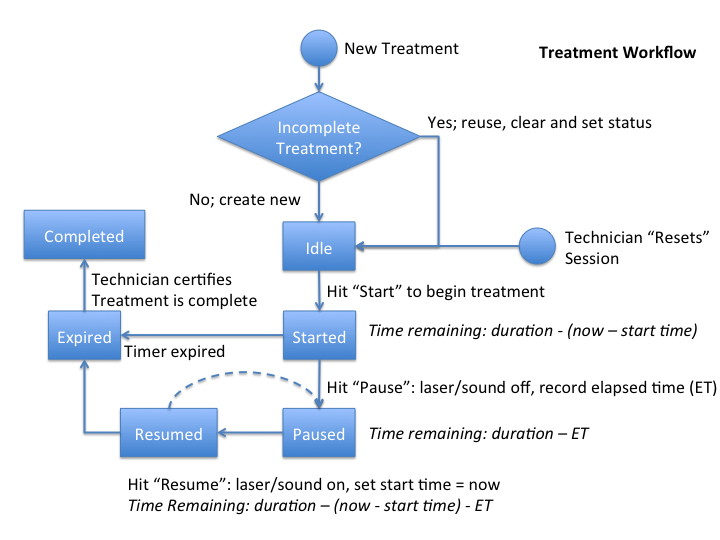 New Treatment
Treatment Workflow
Incomplete
Treatment?
Yes; reuse, clear and set status
No; create new
Completed
Idle
Technician “Resets”
Session
Technician certifies
Treatment is complete
Hit “Start” to begin treatment
Expired
Started
Time remaining: duration - (now – start time)
Timer expired
Hit “Pause”: laser/sound off, record elapsed time (ET)
Resumed
Paused
Time remaining: duration – ET
Hit “Resume”: laser/sound on, set start time = now
Time Remaining: duration – (now - start time) - ET